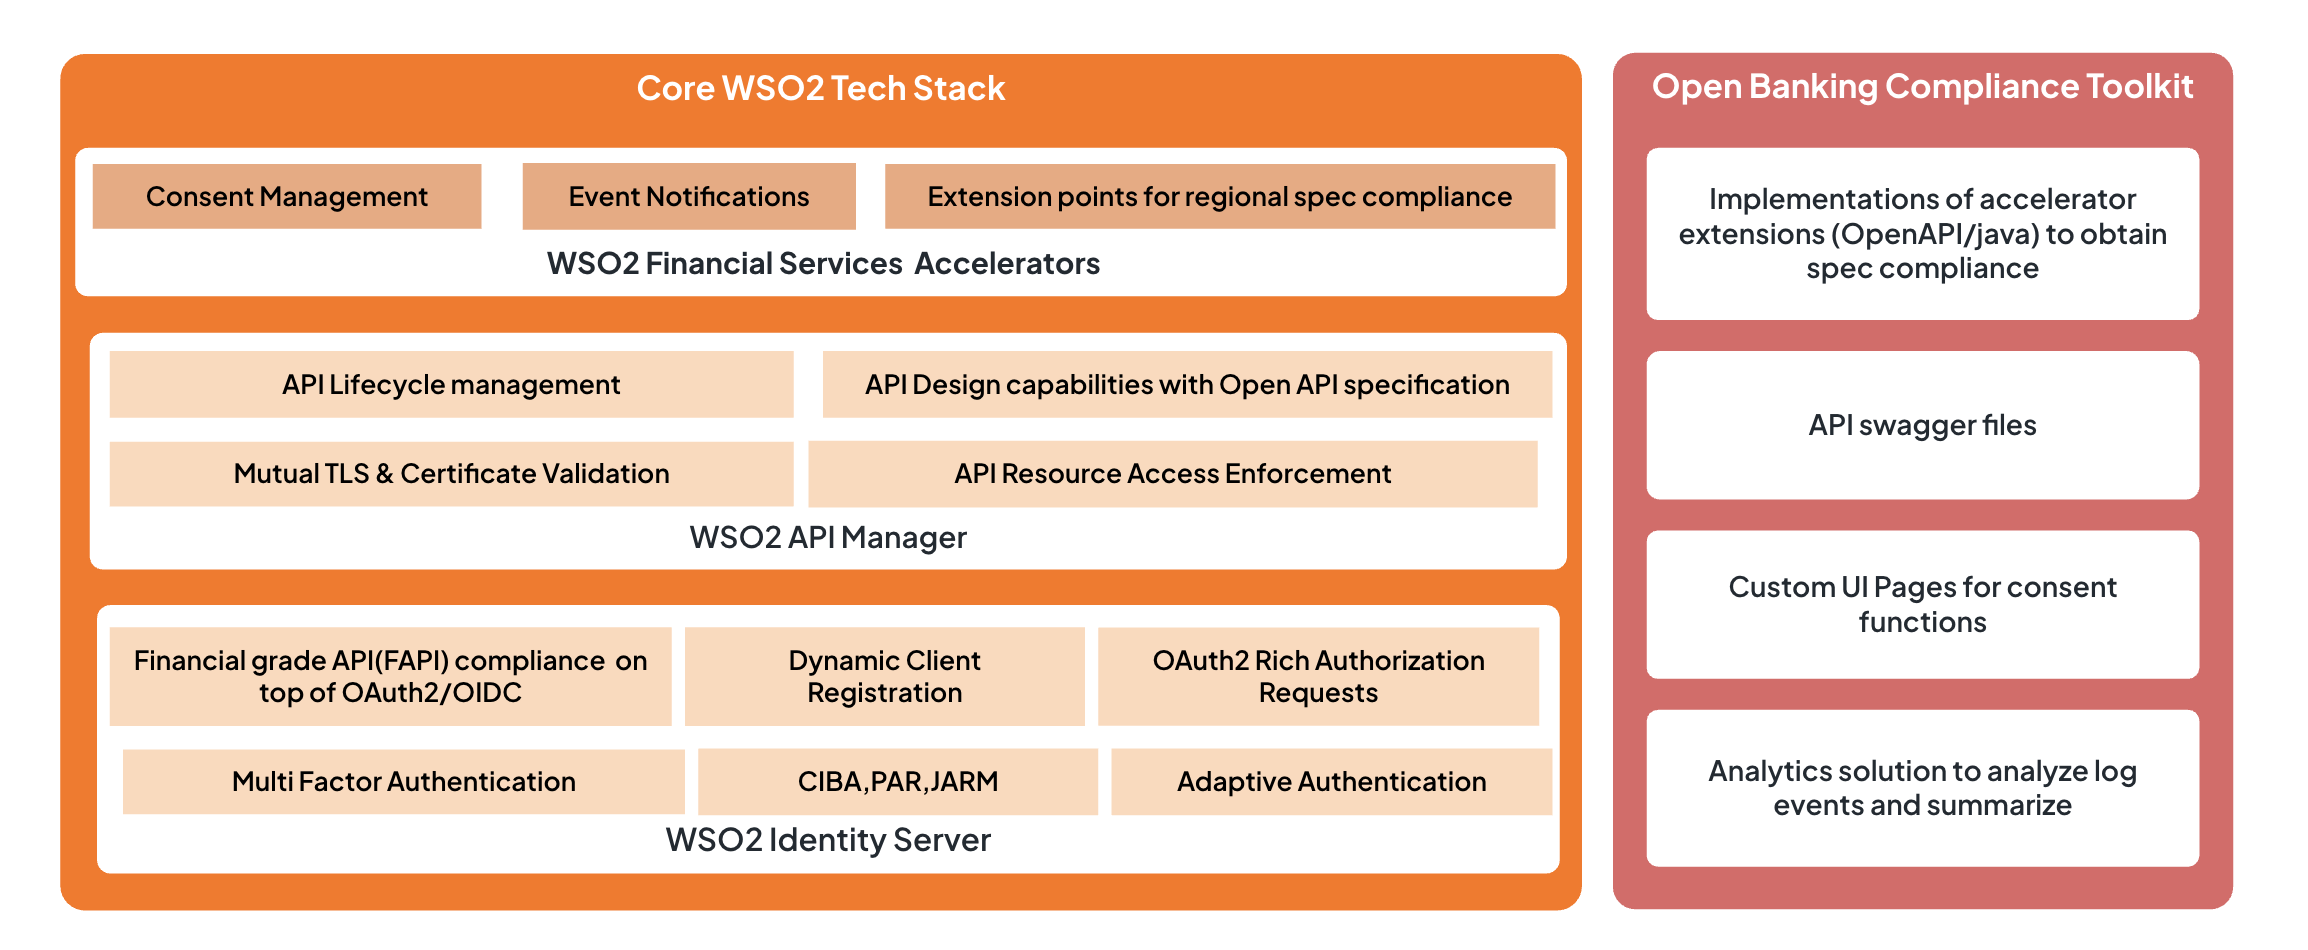 Core WSO2 Tech Stack
Consent Management
Event Notifications
Extension points for regional spec compliance
WSO2 Financial Services  Accelerators
API Lifecycle management
API Design capabilities with Open API specification
Mutual TLS & Certificate Validation
API Resource Access Enforcement
WSO2 API Manager
Financial grade API(FAPI) compliance  on
top of OAuth2/OIDC
Dynamic Client
Registration
OAuth2 Rich Authorization
Requests
Multi Factor Authentication
CIBA,PAR,JARM
Adaptive Authentication
WSO2 Identity Server
Open Banking Compliance Toolkit
Implementations of accelerator
extensions (OpenAPI/java) to obtain
spec compliance
API swagger files
Custom UI Pages for consent
functions
Analytics solution to analyze log
events and summarize